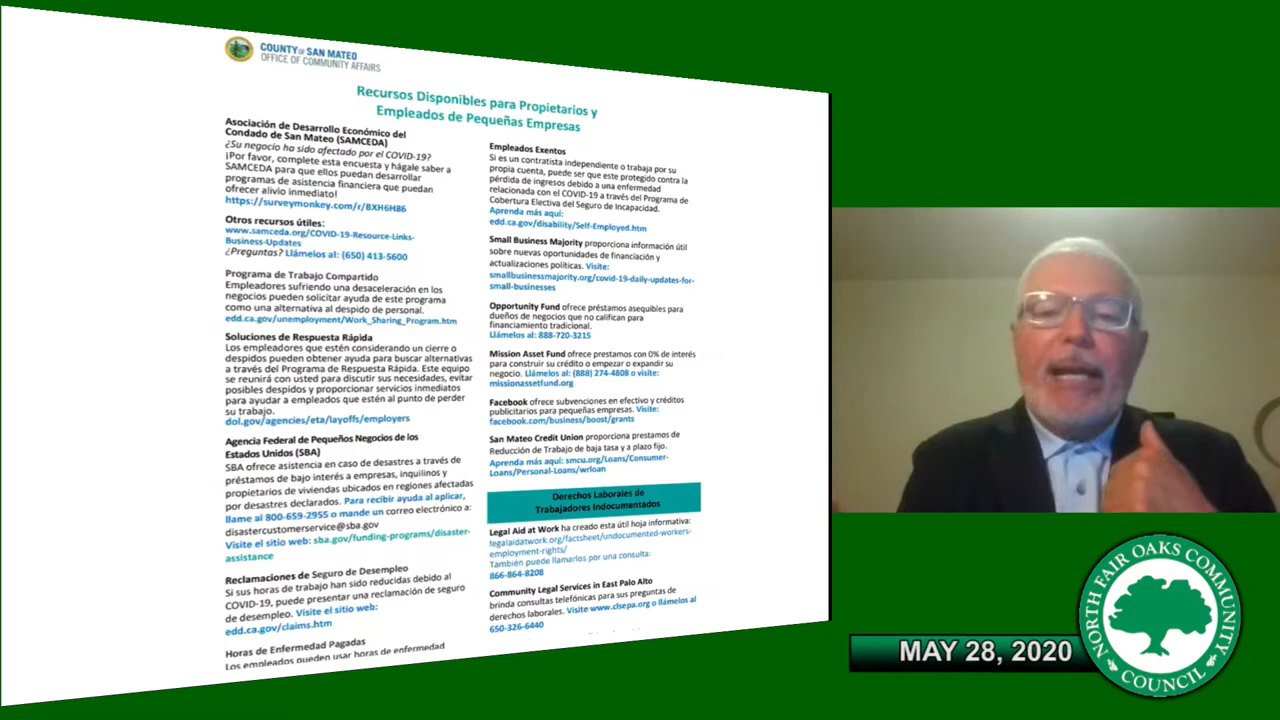 COUNTY OF SAN MATEO
OFFICE OF COMMUNITY AFFAIRS
Recursos Disponibles para Propietarios y
Empleados de Pequeñas Empresas
Asociación de Desarrollo Económico del
Condado de San Mateo (SAMCEDA)
¿Su negocio ha sido afectado por el COVID-19?
¡Por favor, complete esta encuesta y hágale saber a
SAMCEDA para que ellos puedan desarrollar
programas de asistencia financiera que puedan
ofrecer alivio inmediato!
https://surveymonkey.com/r/BXH6H86
Otros recursos útiles:
www.samceda.org/COVID-19-Resource-Links-
Business-Updates
¿Preguntas? Llámelos al: (650) 413-5600
Programa de Trabajo Compartido
Empleadores sufriendo una desaceleración en los
negocios pueden solicitar ayuda de este programa
como una alternativa al despido de personal.
edd.ca.gov/unemployment/Work_Sharing_Program.htm
Soluciones de Respuesta Rápida
Los empleadores que estén considerando un cierre o
despidos pueden obtener ayuda para buscar alternativas
a través del Programa de Respuesta Rápida. Este equipo
se reunirá con usted para discutir sus necesidades, evitar
posibles despidos y proporcionar servicios inmediatos
para ayudar a empleados que estén al punto de perder
su trabajo.
dol.gov/agencies/eta/layoffs/employers
Agencia Federal de Pequeños Negocios de los
Estados Unidos (SBA)
SBA ofrece asistencia en caso de desastres a través de
préstamos de bajo interés a empresas, inquilinos y
propietarios de viviendas ubicados en regiones afectadas
por desastres declarados. Para recibir ayuda al aplicar,
llame al 800-659-2955 o mande un correo electrónico a:
disastercustomerservice@sba.gov
Visite el sitio web: sba.gov/funding-programs/disaster-
assistance
Reclamaciones de Seguro de Desempleo
Si sus horas de trabajo han sido reducidas debido al
COVID-19, puede presentar una reclamación de seguro
de desempleo. Visite el sitio web:
edd.ca.gov/claims.htm
Horas de Enfermedad Pagadas
Los empleados pueden usar horas de enfermedad
Empleados Exentos
Si es un contratista independiente o trabaja por su
propia cuenta, puede ser que este protegido contra la
pérdida de ingresos debido a una enfermedad
relacionada con el COVID-19 a través del Programa de
Cobertura Electiva del Seguro de Incapacidad.
Aprenda más aquí:
edd.ca.gov/disability/Self-Employed.htm
Small Business Majority proporciona información útil
sobre nuevas oportunidades de financiación y
actualizaciones políticas. Visite:
smallbusinessmajority.org/covid-19-daily-updates-for-
small-businesses
Opportunity Fund ofrece préstamos asequibles para
dueños de negocios que no califican para
financiamiento tradicional.
Llámelos al: 888-720-3215
Mission Asset Fund ofrece prestamos con 0% de interés
para construir su crédito o empezar o expandir su
negocio. Llámelos al: (888) 274-4808 o visite:
missionassetfund.org
Facebook ofrece subvenciones en efectivo y créditos
publicitarios para pequeñas empresas. Visite:
facebook.com/business/boost/grants
San Mateo Credit Union proporciona prestamos de
Reducción de Trabajo de baja tasa y a plazo fijo.
Aprenda más aquí: smcu.org/Loans/Consumer-
Loans/Personal-Loans/wrloan
Derechos Laborales de
Trabajadores Indocumentados
Legal Aid at Work ha creado esta útil hoja informativa:
legalaidatwork.org/factsheet/undocumented-workers-
employment-rights/
También puede llamarlos por una consulta:
866-864-8208
Community Legal Services in East Palo Alto
brinda consultas telefónicas para sus preguntas de
derechos laborales. Visite www.clsepa.org o llámelos al
650-326-6440
MAY 28, 2020
NORTH FAIR OAKS COMMUNITY
COUNCIL